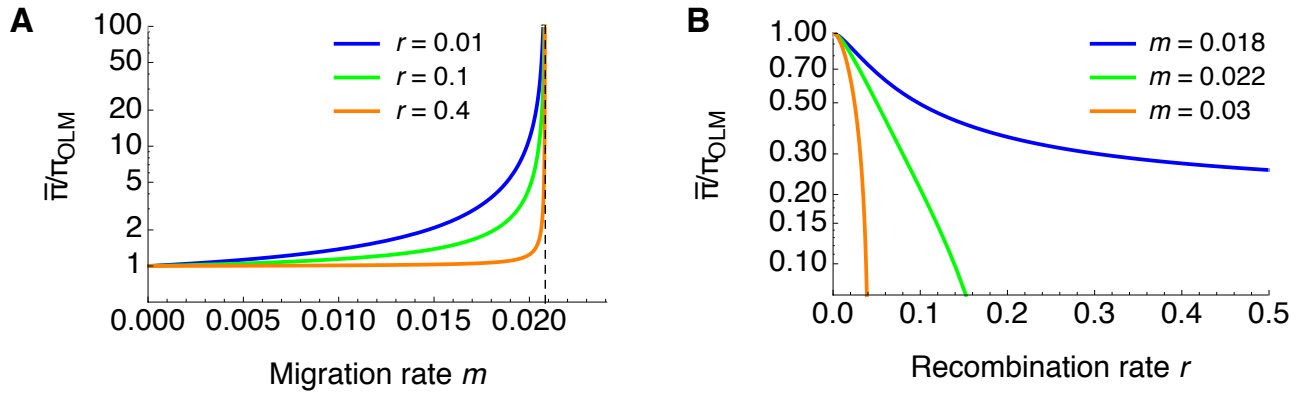 A
100
50
20
10
5
2
1
π̄/π_OLM
r = 0.01
r = 0.1
r = 0.4
0.000 0.005 0.010 0.015 0.020
Migration rate m
B
1.00
0.70
0.50
0.30
0.20
0.15
0.10
π̄/π_OLM
m = 0.018
m = 0.022
m = 0.03
0.0 0.1 0.2 0.3 0.4 0.5
Recombination rate r